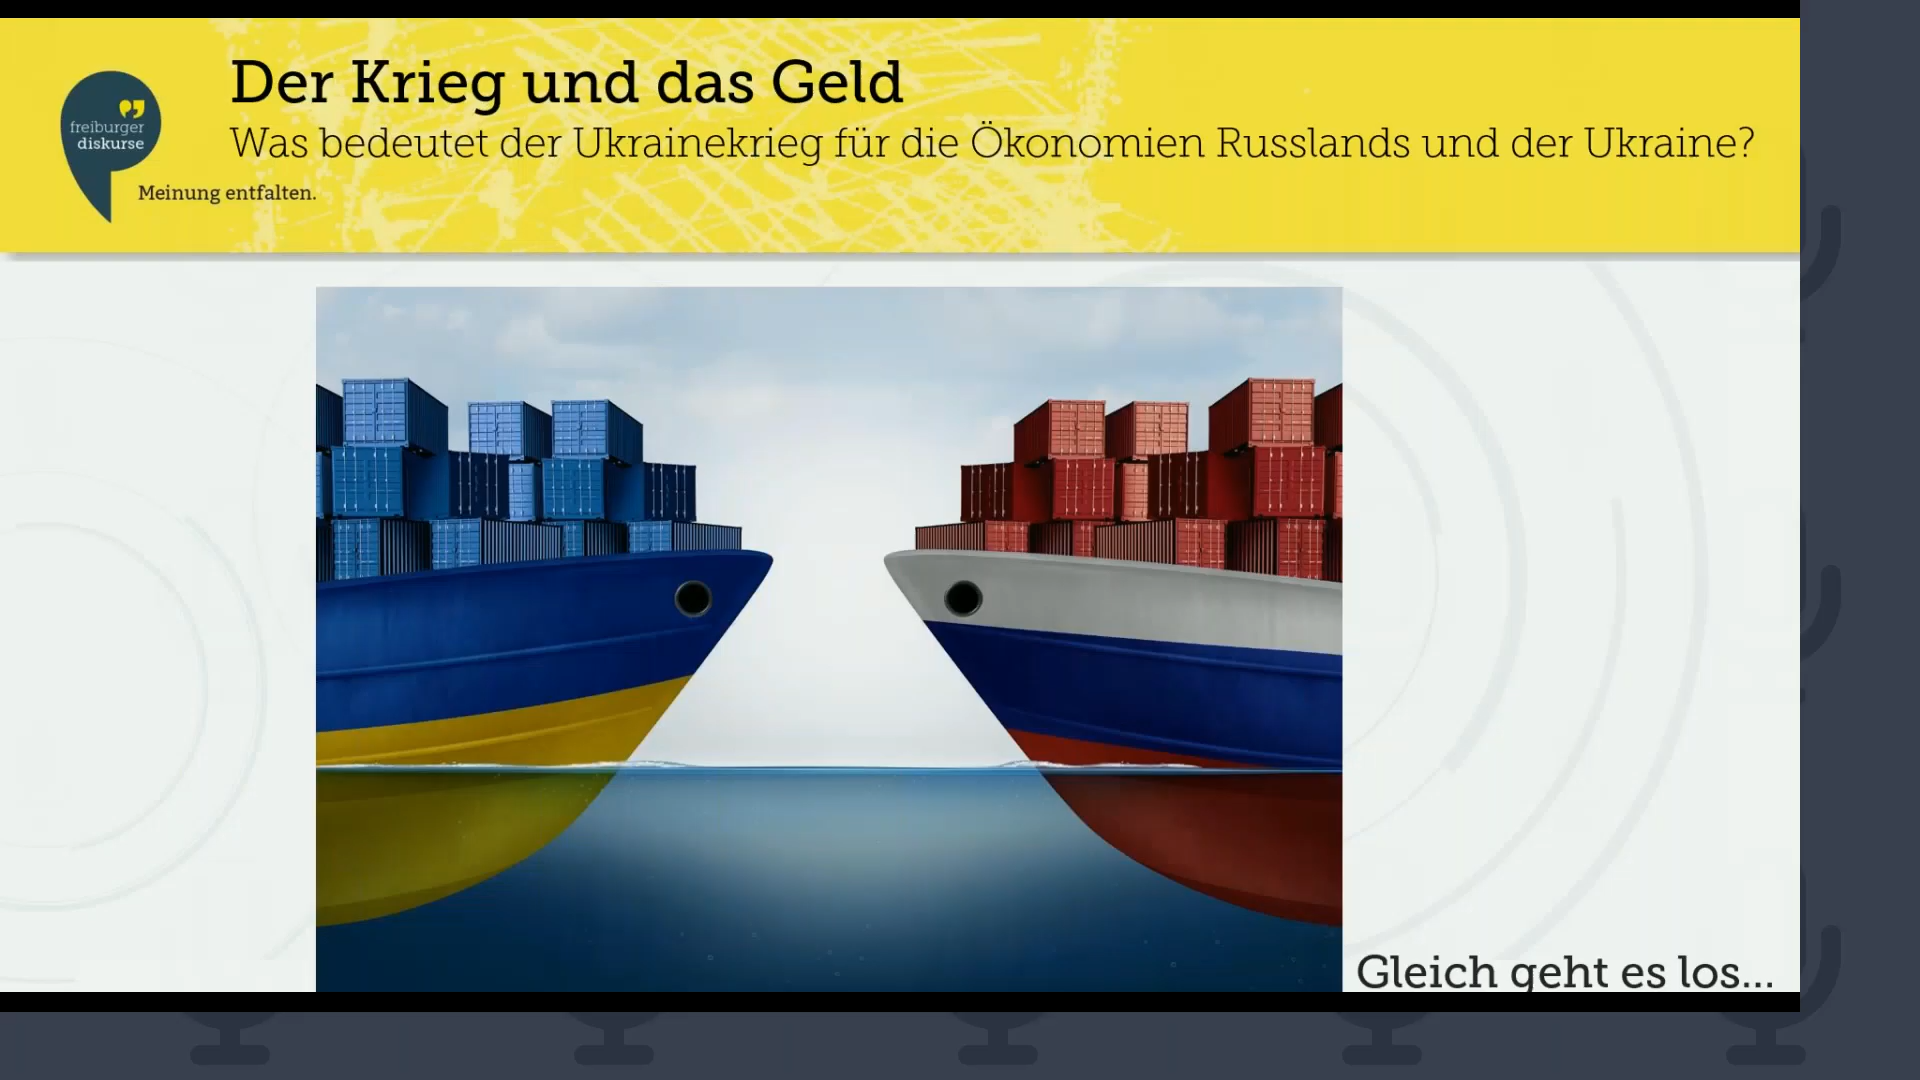 Der Krieg und das Geld
Was bedeutet der Ukrainekrieg für die Ökonomien Russlands und der Ukraine?
freiburger
diskurse
Meinung entfalten.
Gleich geht es los...